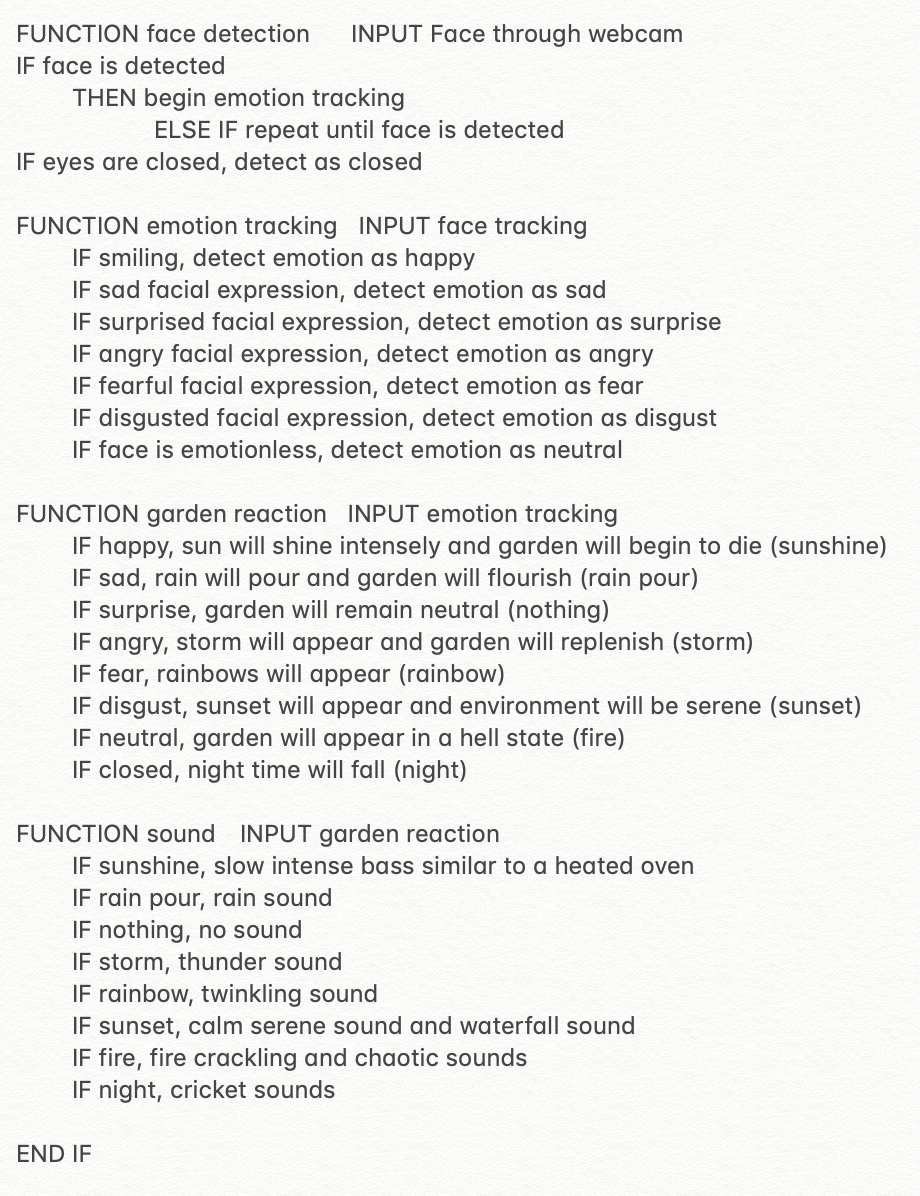 FUNCTION face detection INPUT Face through webcam
IF face is detected
THEN begin emotion tracking
ELSE IF repeat until face is detected
IF eyes are closed, detect as closed
FUNCTION emotion tracking INPUT face tracking
IF smiling, detect emotion as happy
IF sad facial expression, detect emotion as sad
IF surprised facial expression, detect emotion as surprise
IF angry facial expression, detect emotion as angry
IF fearful facial expression, detect emotion as fear
IF disgusted facial expression, detect emotion as disgust
IF face is emotionless, detect emotion as neutral
FUNCTION garden reaction INPUT emotion tracking
IF happy, sun will shine intensely and garden will begin to die (sunshine)
IF sad, rain will pour and garden will flourish (rain pour)
IF surprise, garden will remain neutral (nothing)
IF angry, storm will appear and garden will replenish (storm)
IF fear, rainbows will appear (rainbow)
IF disgust, sunset will appear and environment will be serene (sunset)
IF neutral, garden will appear in a hell state (fire)
IF closed, night time will fall (night)
FUNCTION sound INPUT garden reaction
IF sunshine, slow intense bass similar to a heated oven
IF rain pour, rain sound
IF nothing, no sound
IF storm, thunder sound
IF rainbow, twinkling sound
IF sunset, calm serene sound and waterfall sound
IF fire, fire crackling and chaotic sounds
IF night, cricket sounds
END IF